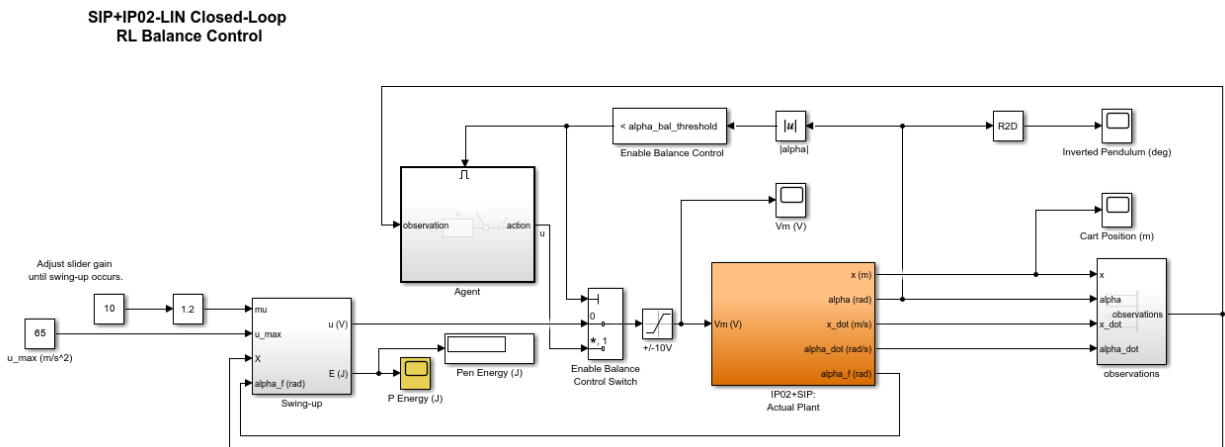 SIP+IP02-LIN Closed-Loop
RL Balance Control
< alpha_bal_threshold
Enable Balance Control
|u|
|alpha|
R2D
Inverted Pendulum (deg)
observation
action
u
Agent
Vm (V)
Cart Position (m)
Adjust slider gain
until swing-up occurs.
10
1.2
65
u_max (m/s^2)
mu
u_max
X
alpha_f (rad)
u (V)
E (J)
Swing-up
P Energy (J)
Pen Energy (J)
0
*, 1
Enable Balance
Control Switch
+/-10V
Vm (V)
x (m)
alpha (rad)
x_dot (m/s)
alpha_dot (rad/s)
alpha_f (rad)
IP02+SIP:
Actual Plant
x
alpha
x_dot
alpha_dot
observations
observations